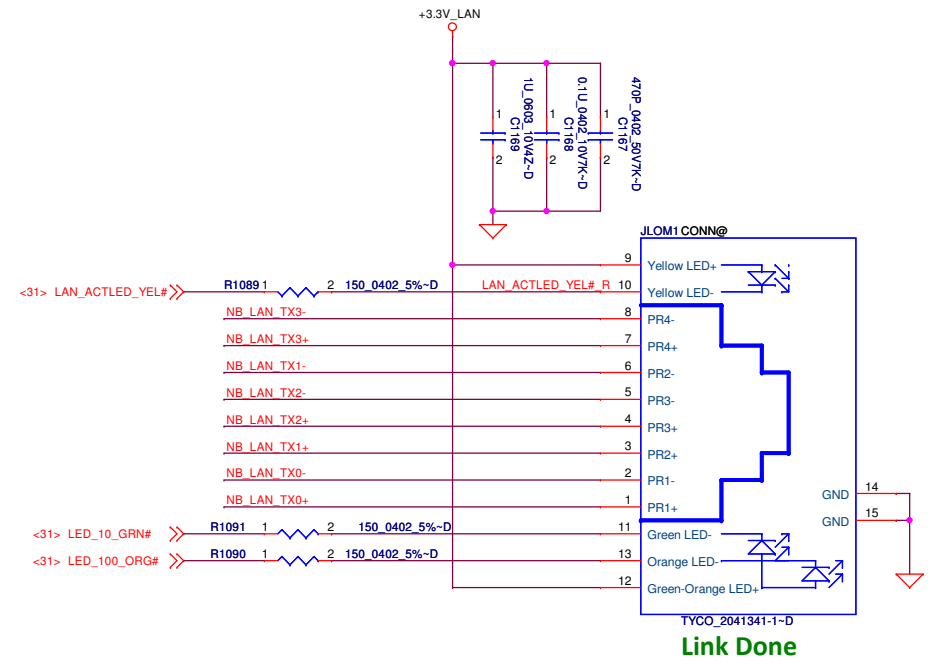 +3.3V_LAN
1 1 1
2 2 2
1U_0603_10V4Z~D
C1169
0.1U_0402_10V7K~D
C1168
470P_0402_50V7K~D
C1167
JLOM1 CONN@
9 Yellow LED+
<31> LAN_ACTLED_YEL# R1089 1 2 150_0402_5%~D LAN_ACTLED_YEL#_R 10 Yellow LED-
NB_LAN_TX3- 8 PR4-
NB_LAN_TX3+ 7 PR4+
NB_LAN_TX1- 6 PR2-
NB_LAN_TX2- 5 PR3-
NB_LAN_TX2+ 4 PR3+
NB_LAN_TX1+ 3 PR2+
NB_LAN_TX0- 2 PR1-
NB_LAN_TX0+ 1 PR1+
GND 14
GND 15
<31> LED_10_GRN# R1091 1 2 150_0402_5%~D 11 Green LED-
<31> LED_100_ORG# R1090 1 2 150_0402_5%~D 13 Orange LED-
12 Green-Orange LED+
TYCO_2041341-1~D
Link Done